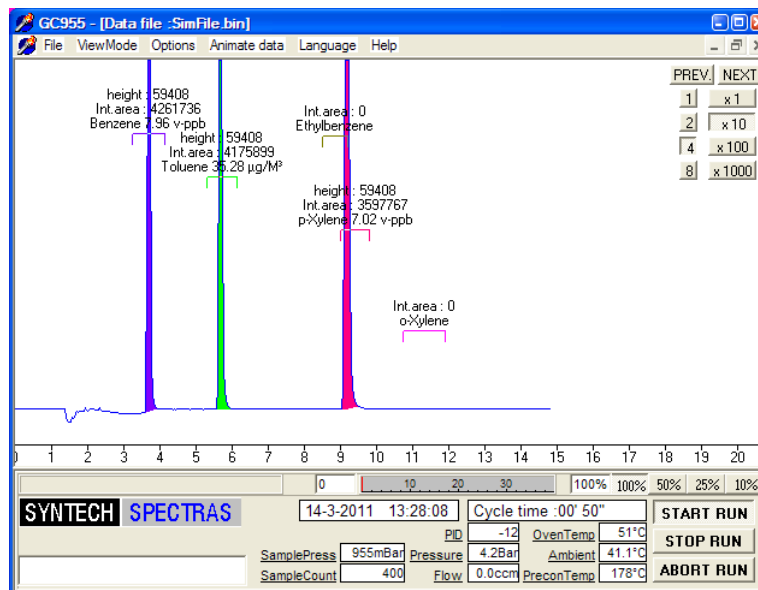 GC955 - [Data file :SimFile.bin]
File ViewMode Options Animate data Language Help
PREV. NEXT
height : 59408
Int.area : 4261736
Benzene 7.96 v-ppb
height : 59408
Int.area : 4175899
Toluene 35.28 µg/M³
Int.area : 0
Ethylbenzene
height : 59408
Int.area : 3597767
p-Xylene 7.02 v-ppb
Int.area : 0
o-Xylene
1 x 1
2 x 10
4 x 100
8 x 1000
0 1 2 3 4 5 6 7 8 9 10 11 12 13 14 15 16 17 18 19 20
0 10 20 30 100% 100% 50% 25% 10%
SYNTECH SPECTRAS 14-3-2011 13:28:08 Cycle time :00' 50" START RUN
PID -12 OvenTemp 51°C
STOP RUN
SamplePress 955mBar Pressure 4.2Bar Ambient 41.1°C
SampleCount 400 Flow 0.0ccm PreconTemp 178°C
ABORT RUN